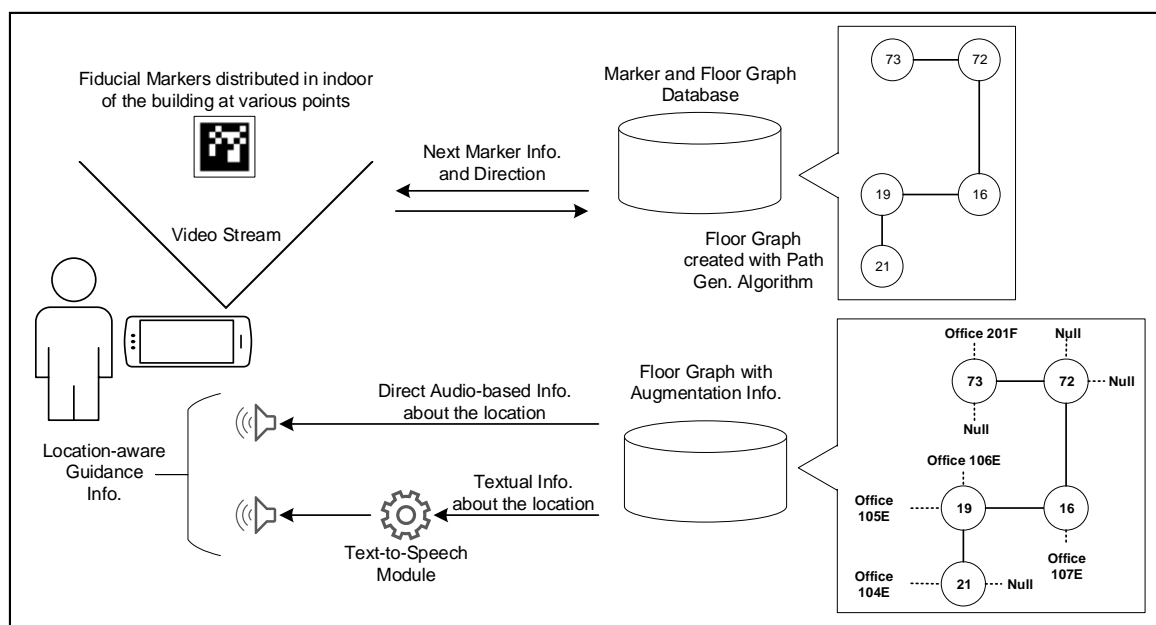 Fiducial Markers distributed in indoor
of the building at various points
Video Stream
Next Marker Info.
and Direction
Marker and Floor Graph
Database
Floor Graph
created with Path
Gen. Algorithm
73
72
19
16
21
Location-aware
Guidance
Info.
Direct Audio-based Info.
about the location
Textual Info.
about the location
Text-to-Speech
Module
Floor Graph with
Augmentation Info.
Office 201F
Null
73
72
Null
Null
Office 106E
Office
105E
19
16
Office
107E
Office
104E
21
Null